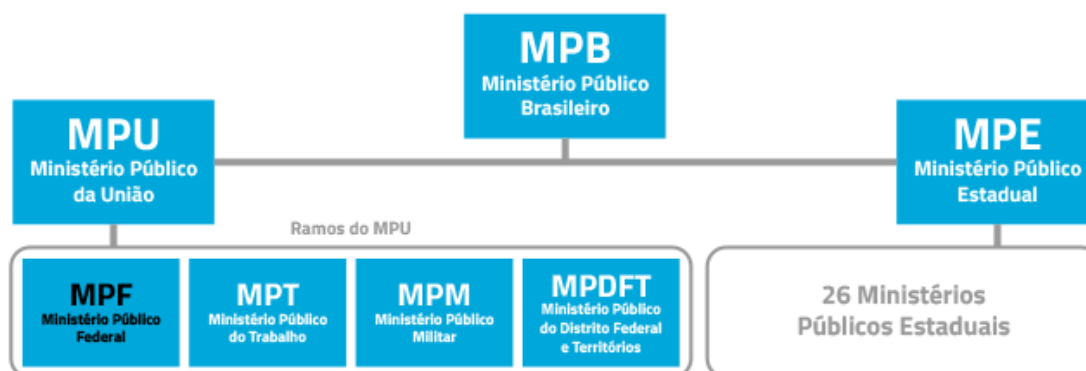 MPB
Ministério Público
Brasileiro
MPU
Ministério Público
da União
MPE
Ministério Público
Estadual
Ramos do MPU
MPF
Ministério Público
Federal
MPT
Ministério Público
do Trabalho
MPM
Ministério Público
Militar
MPDFT
Ministério Público
do Distrito Federal
e Territórios
26 Ministérios
Públicos Estaduais